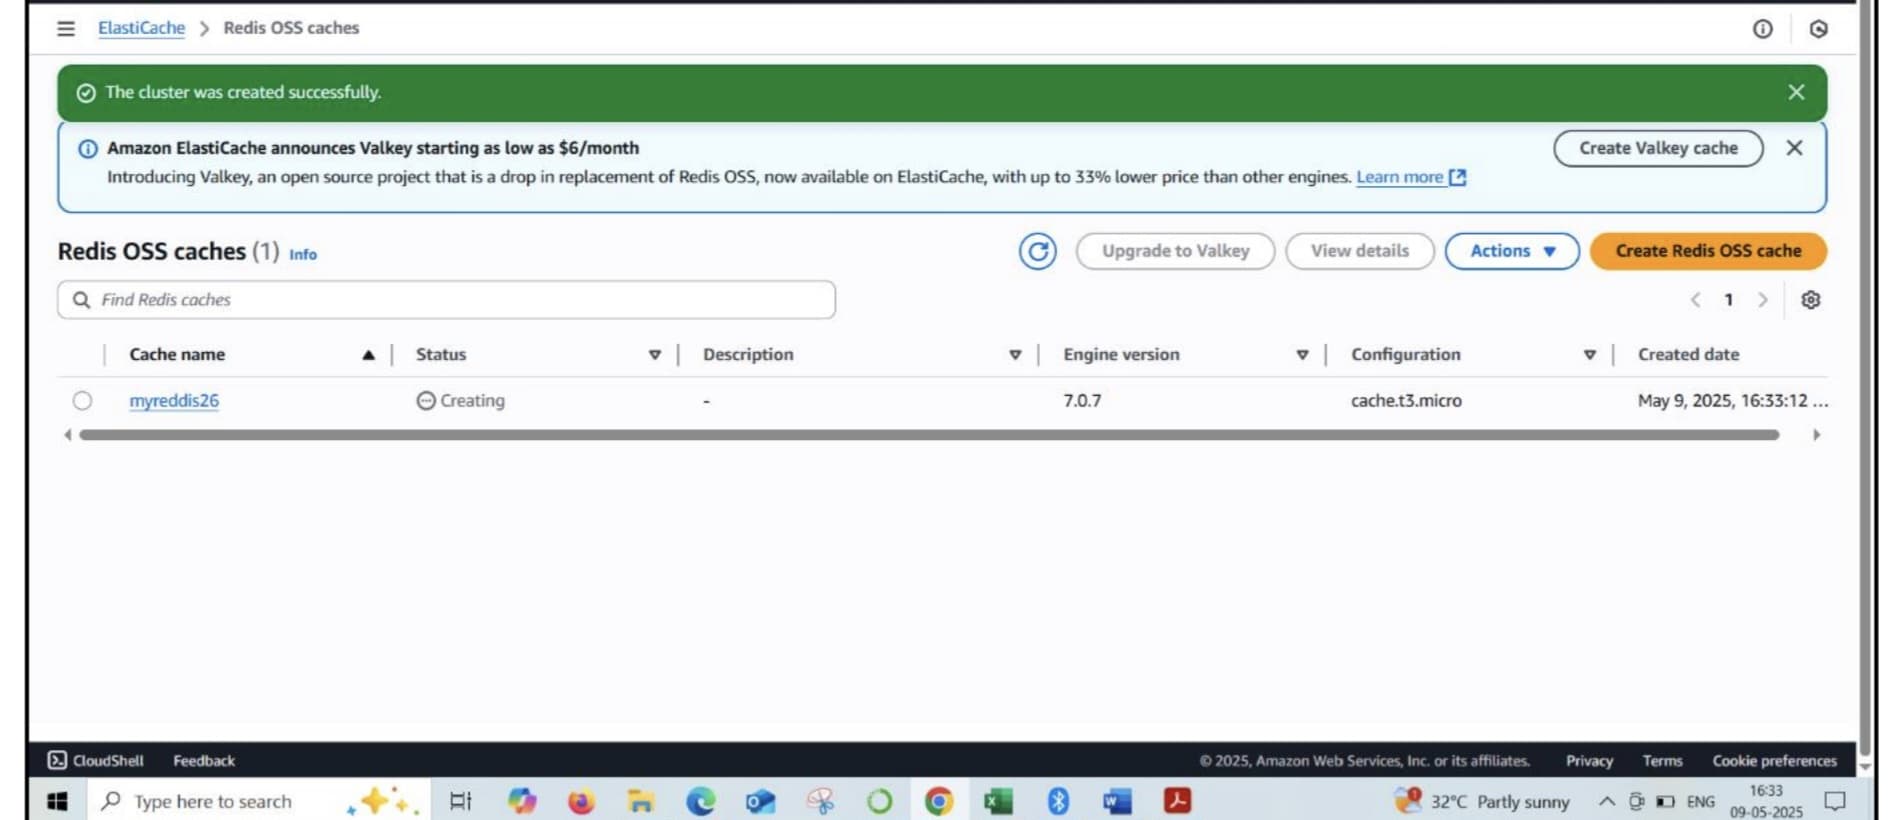 ElastiCache > Redis OSS caches
The cluster was created successfully.
Amazon ElastiCache announces Valkey starting as low as $6/month
Create Valkey cache
Introducing Valkey, an open source project that is a drop in replacement of Redis OSS, now available on ElastiCache, with up to 33% lower price than other engines. Learn more
Redis OSS caches (1) Info
Upgrade to Valkey View details Actions Create Redis OSS cache
Find Redis caches
1
Cache name Status Description Engine version Configuration Created date
myreddis26 Creating - 7.0.7 cache.t3.micro May 9, 2025, 16:33:12 ...
CloudShell Feedback © 2025, Amazon Web Services, Inc. or its affiliates. Privacy Terms Cookie preferences
Type here to search 32°C Partly sunny ENG 16:33
09-05-2025